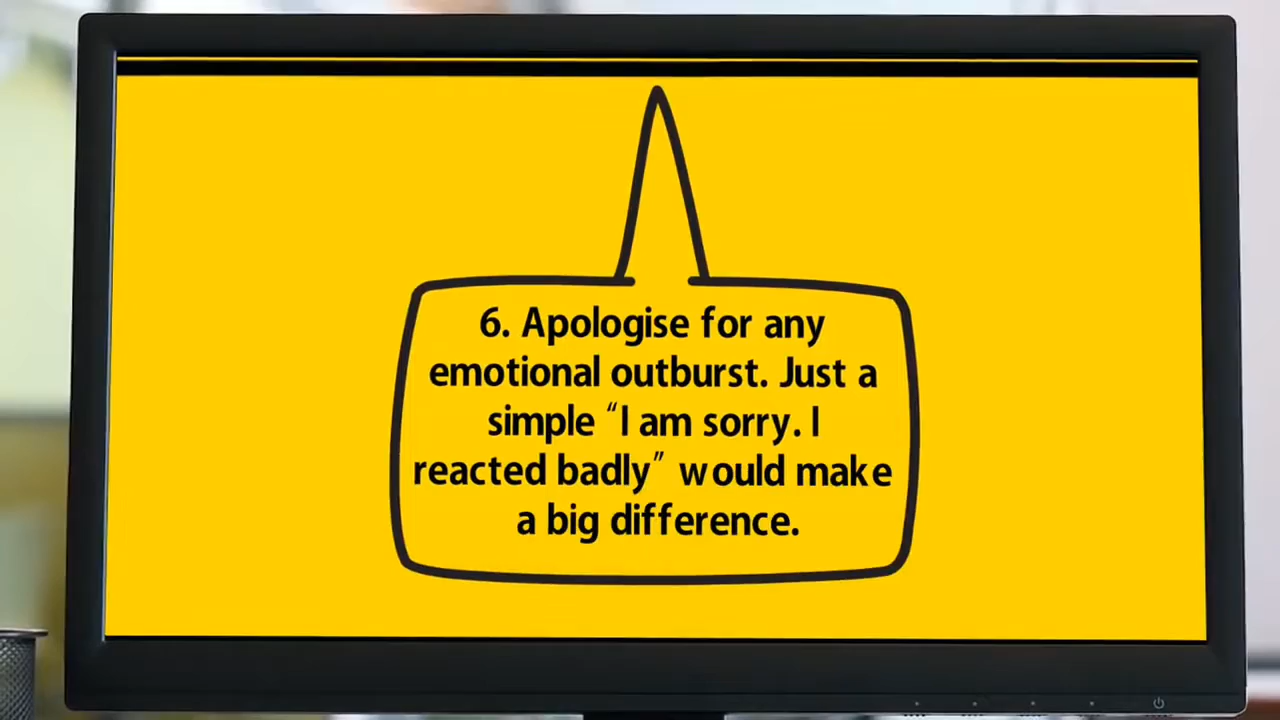 6. Apologise for any
emotional outburst. Just a
simple “I am sorry. I
reacted badly” would make
a big difference.